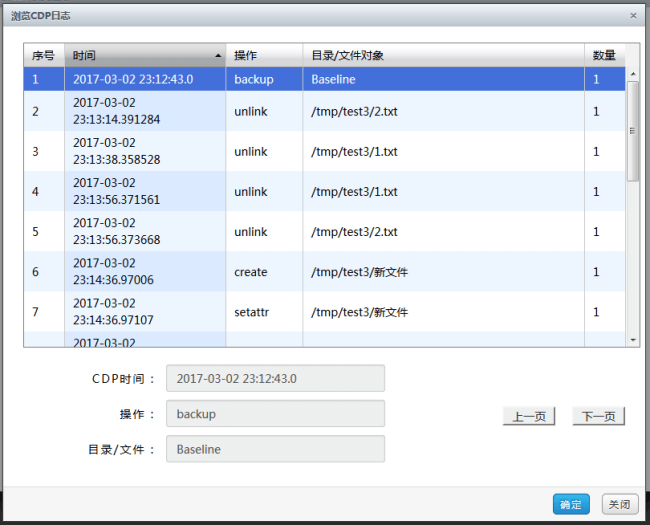 浏览CDP日志
序号 时间 操作 目录/文件对象 数量
1 2017-03-02 23:12:43.0 backup Baseline 1
2017-03-02
2 23:13:14.391284 unlink /tmp/test3/2.txt 1
2017-03-02
3 23:13:38.358528 unlink /tmp/test3/1.txt 1
2017-03-02
4 23:13:56.371561 unlink /tmp/test3/1.txt 1
2017-03-02
5 23:13:56.373668 unlink /tmp/test3/2.txt 1
2017-03-02
6 23:14:36.97006 create /tmp/test3/新文件 1
2017-03-02
7 23:14:36.97107 setattr /tmp/test3/新文件 1
2017-03-02
CDP时间: 2017-03-02 23:12:43.0
操作: backup 上一页 下一页
目录/文件: Baseline
确定 关闭